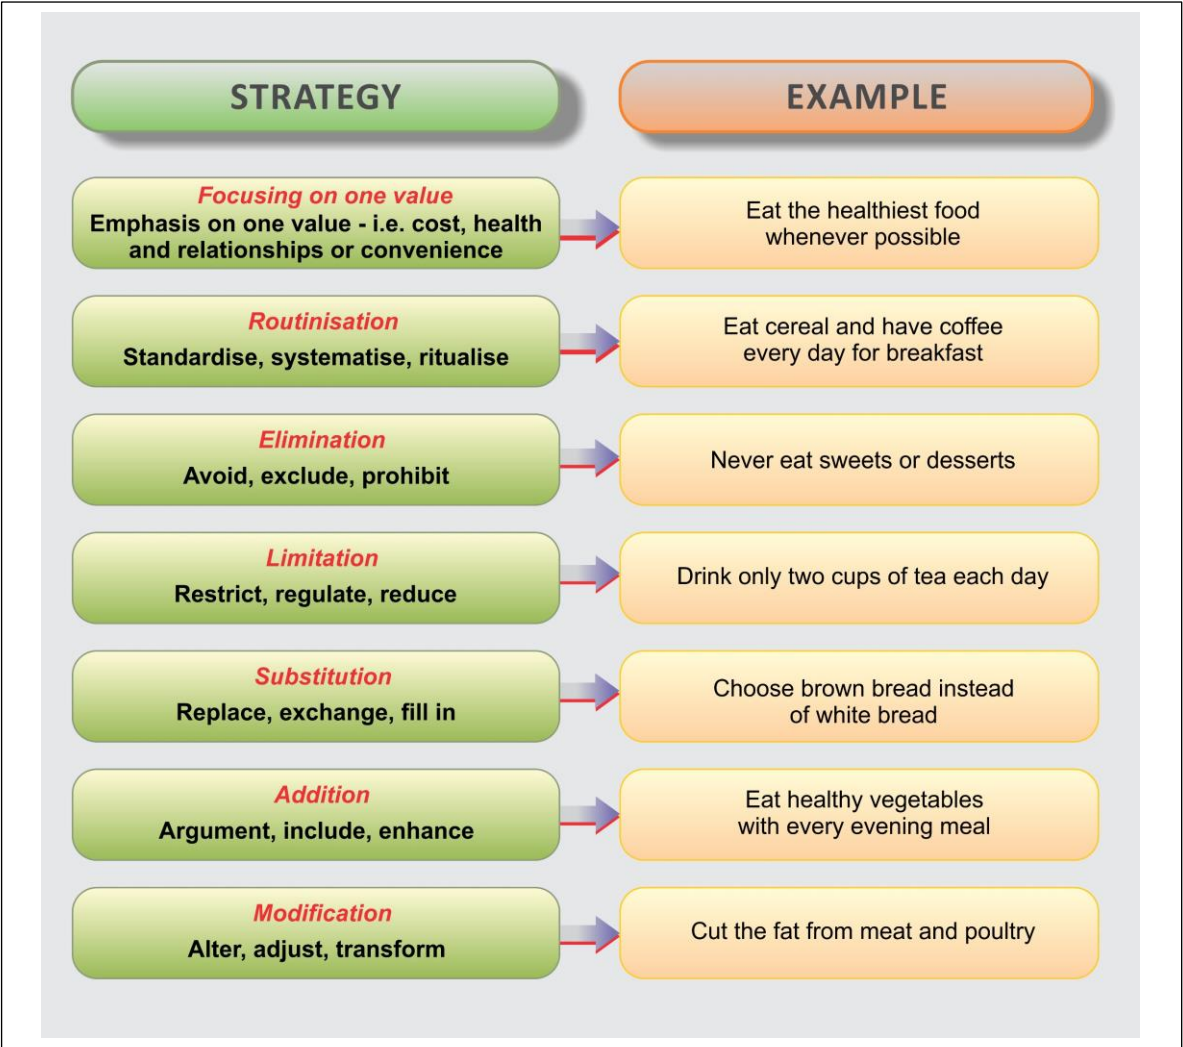 STRATEGY
EXAMPLE
Focusing on one value
Emphasis on one value - i.e. cost, health
and relationships or convenience
Eat the healthiest food
whenever possible
Routinisation
Standardise, systematise, ritualise
Eat cereal and have coffee
every day for breakfast
Elimination
Avoid, exclude, prohibit
Never eat sweets or desserts
Limitation
Restrict, regulate, reduce
Drink only two cups of tea each day
Substitution
Replace, exchange, fill in
Choose brown bread instead
of white bread
Addition
Argument, include, enhance
Eat healthy vegetables
with every evening meal
Modification
Alter, adjust, transform
Cut the fat from meat and poultry